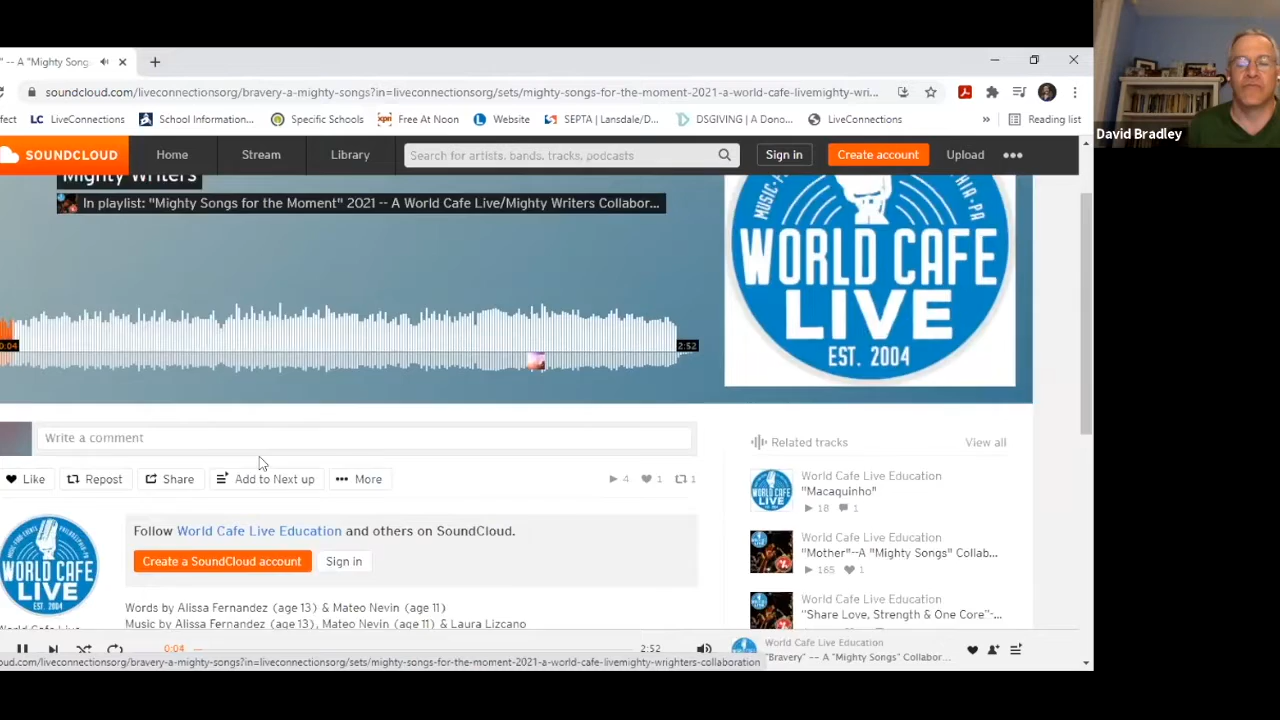 " -- A "Mighty Song
soundcloud.com/liveconnectionsorg/bravery-a-mighty-songs?in=liveconnectionsorg/sets/mighty-songs-for-the-moment-2021-a-world-cafe-livemighty-wri...
fect
LC LiveConnections
School Information...
Specific Schools
xpn Free At Noon
Website
SEPTA | Lansdale/D...
DSGIVING | A Dono...
LiveConnections
»
Reading list
David Bradley
SOUNDCLOUD
Home
Stream
Library
Search for artists, bands, tracks, podcasts
Sign in
Create account
Upload
Mighty Writers
In playlist: "Mighty Songs for the Moment" 2021 -- A World Cafe Live/Mighty Writers Collabor...
WORLD CAFE
LIVE
EST. 2004
0:04
2:52
Write a comment
Like
Repost
Share
Add to Next up
More
4
1
1
Related tracks
View all
World Cafe Live Education
"Macaquinho"
18
1
World Cafe Live Education
"Mother"--A "Mighty Songs" Collab...
165
1
World Cafe Live Education
"Share Love, Strength & One Core"-...
WORLD CAFE
LIVE
EST. 2004
Follow World Cafe Live Education and others on SoundCloud.
Create a SoundCloud account
Sign in
Words by Alissa Fernandez (age 13) & Mateo Nevin (age 11)
Music by Alissa Fernandez (age 13), Mateo Nevin (age 11) & Laura Lizcano
0:04
2:52
World Cafe Live Education
"Bravery" -- A "Mighty Songs" Collabor...
oud.com/liveconnectionsorg/bravery-a-mighty-songs?in=liveconnectionsorg/sets/mighty-songs-for-the-moment-2021-a-world-cafe-livemighty-wrighters-collaboration